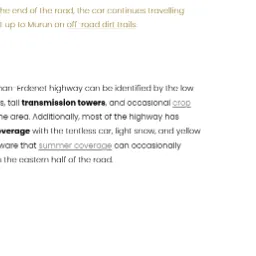 he end of the road, the car continues travelling
t up to Murun on off-road dirt trails.
nan-Erdenet highway can be identified by the low
s, tall transmission towers, and occasional crop
he area. Additionally, most of the highway has
overage with the tentless car, light snow, and yellow
ware that summer coverage can occasionally
n the eastern half of the road.